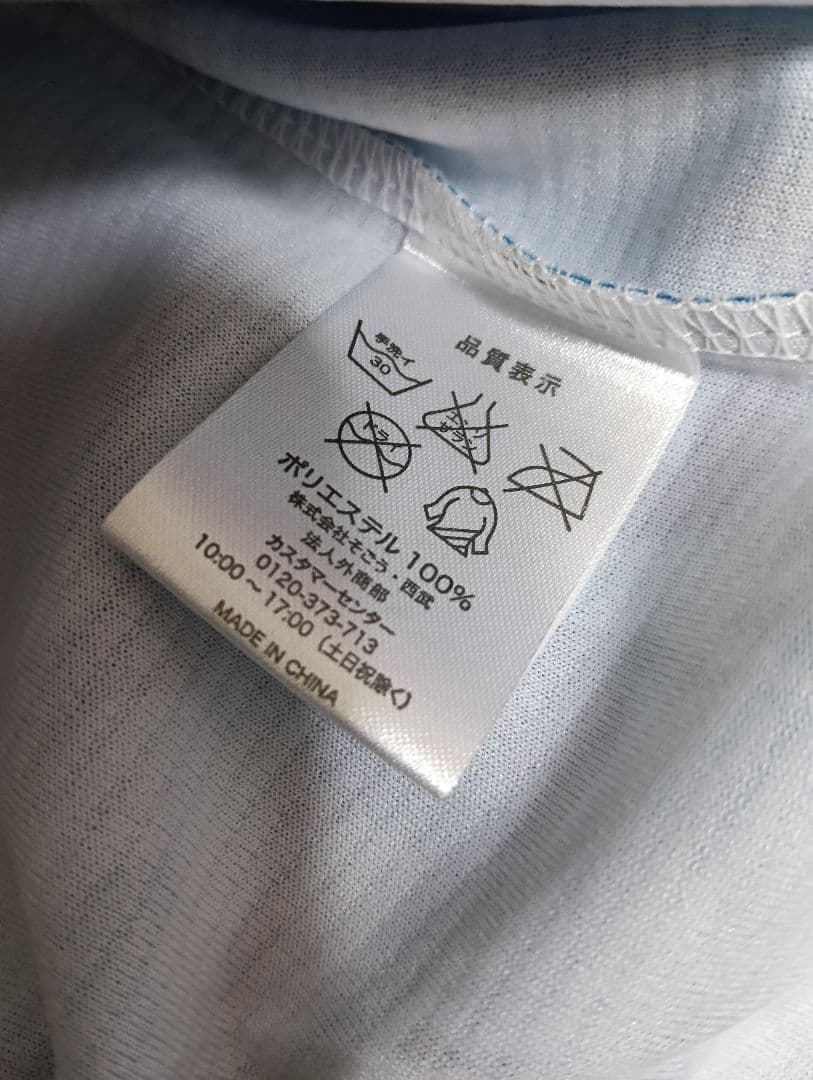 品質表示
手洗イ
30
エンソ
サラシ
ドライ
ポリエステル 100%
株式会社そごう・西武
法人外商部
カスタマーセンター
0120-373-713
10:00～17:00（土日祝除く）
MADE IN CHINA